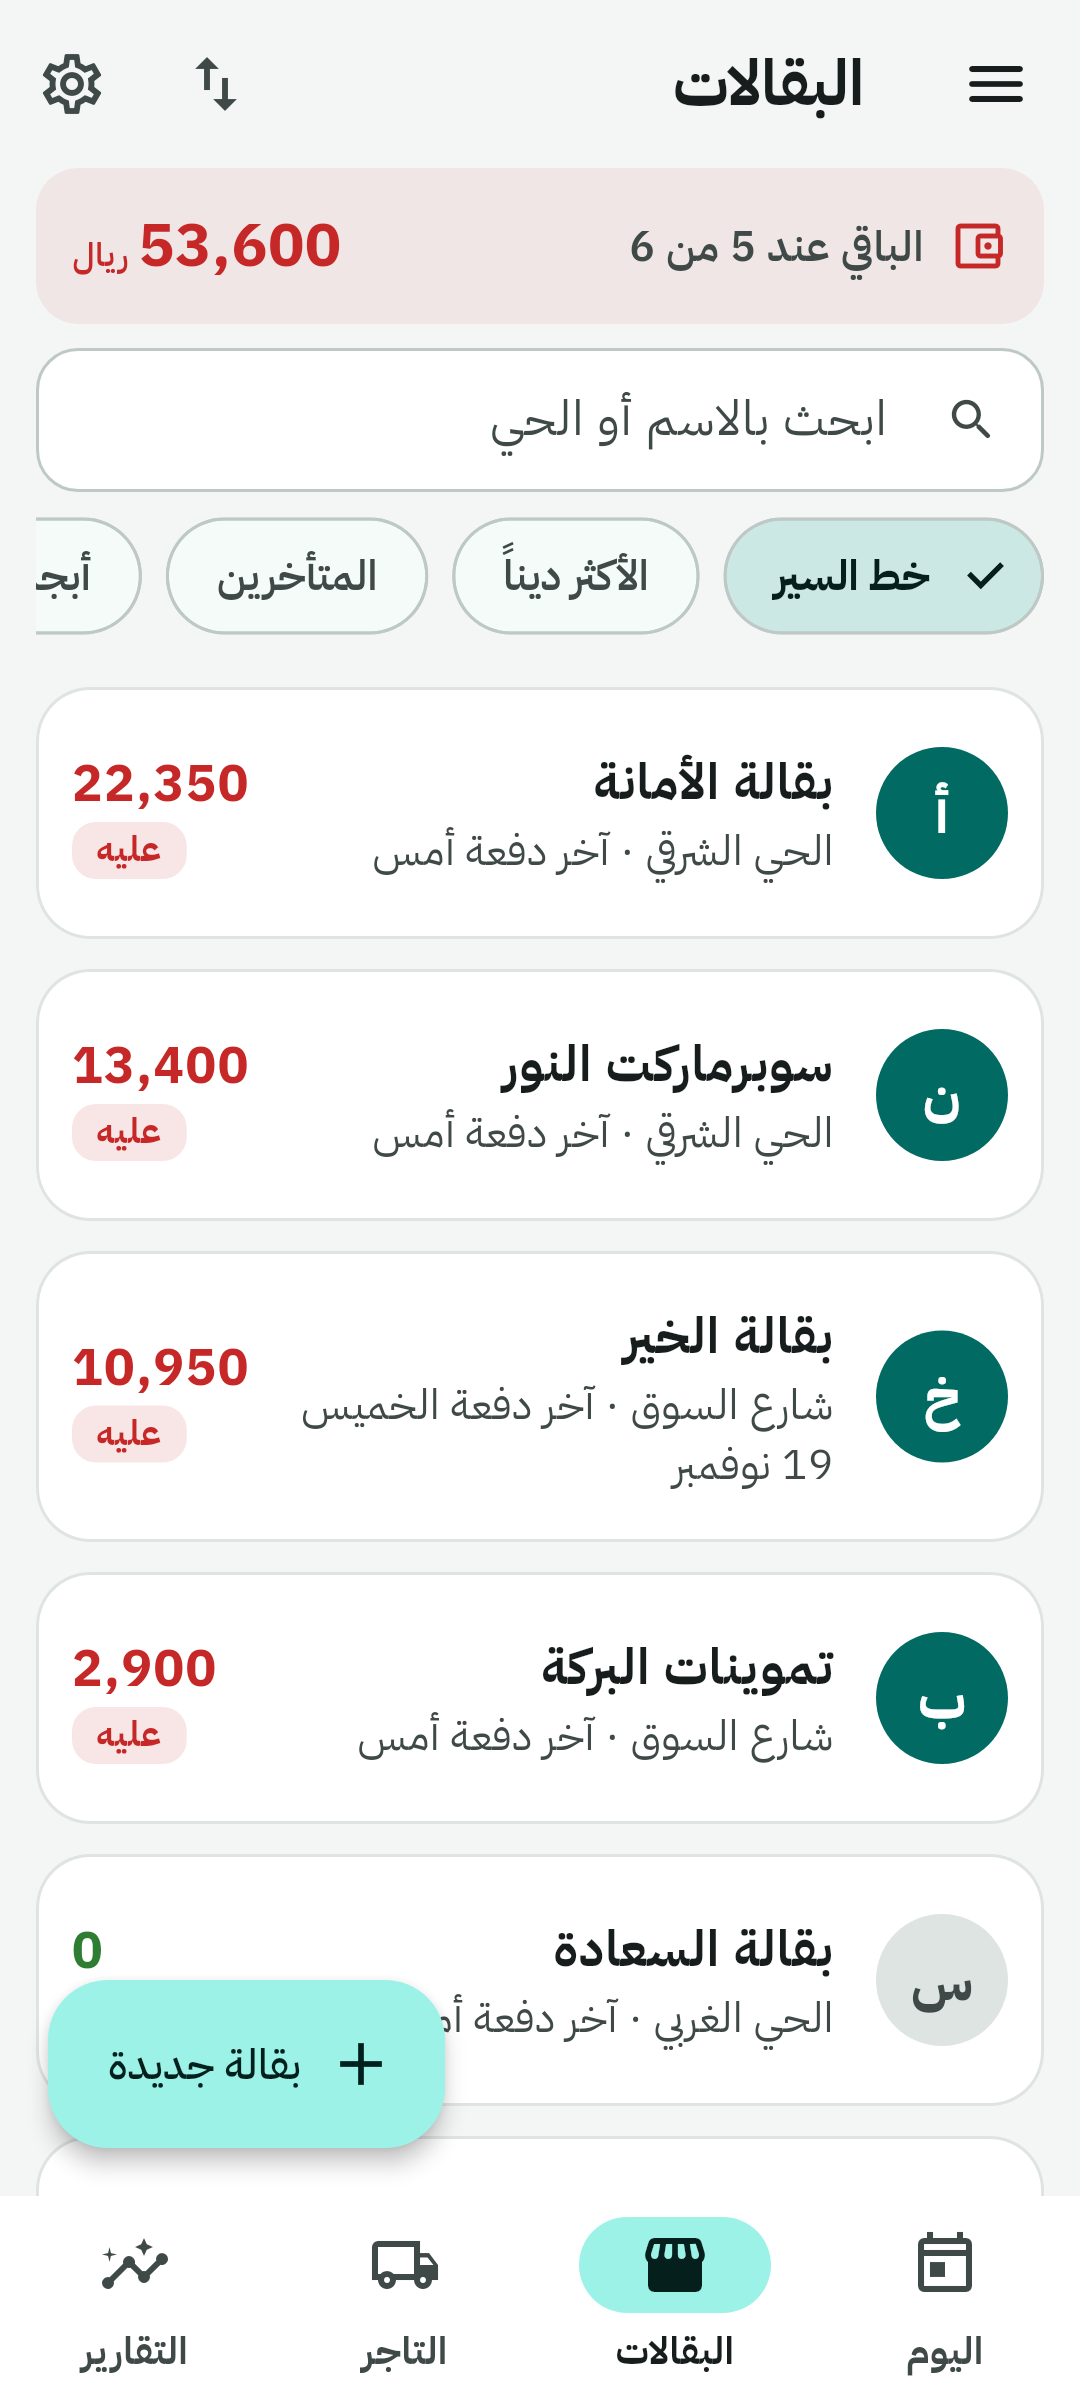 البقالات
الباقي عند 5 من 6
53,600 ريال
ابحث بالاسم أو الحي
خط السير
الأكثر ديناً
المتأخرين
أ
بقالة الأمانة
الحي الشرقي · آخر دفعة أمس
22,350
عليه
ن
سوبرماركت النور
الحي الشرقي · آخر دفعة أمس
13,400
عليه
خ
بقالة الخير
شارع السوق · آخر دفعة الخميس
19 نوفمبر
10,950
عليه
ب
تموينات البركة
شارع السوق · آخر دفعة أمس
2,900
عليه
س
بقالة السعادة
الحي الغربي · آخر دفعة
0
بقالة جديدة
اليوم
البقالات
التاجر
التقارير